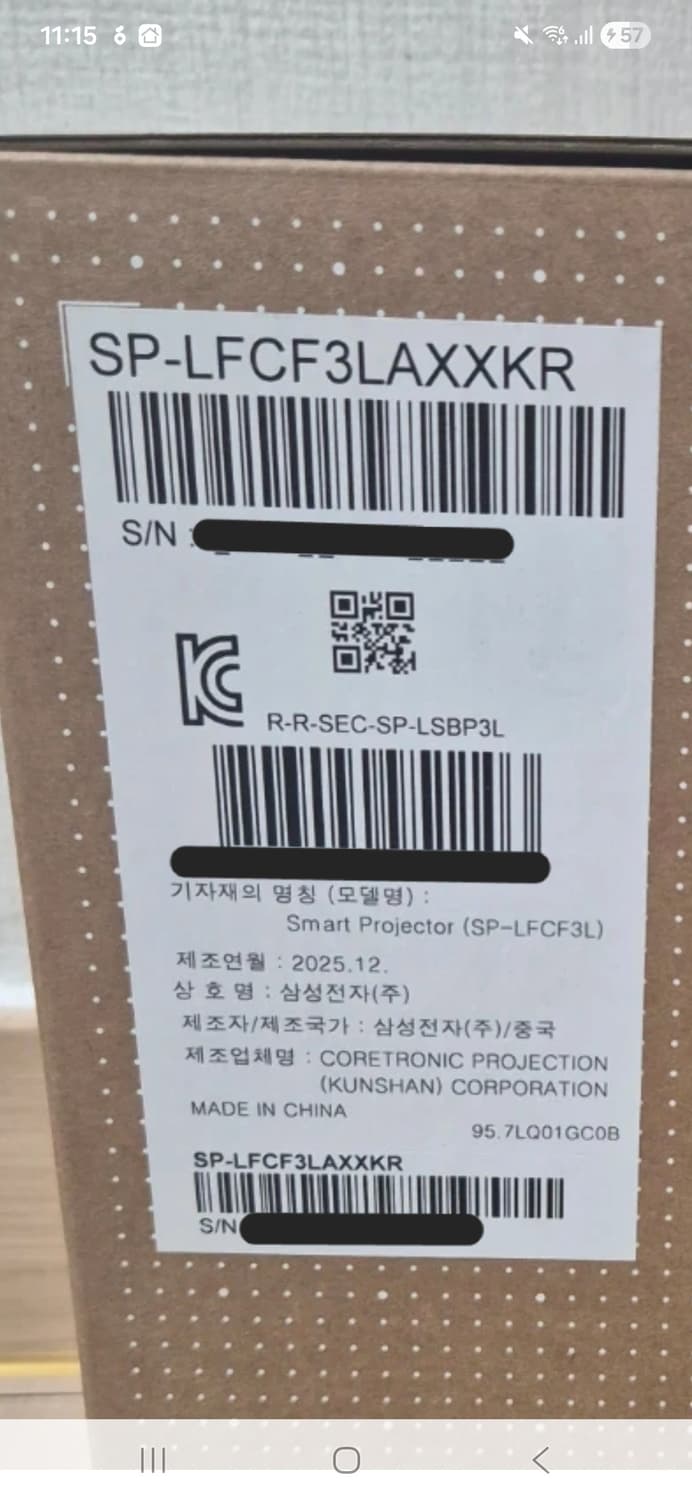 11:15
57
SP-LFCF3LAXXKR
S/N :
R-R-SEC-SP-LSBP3L
기자재의 명칭 (모델명) :
Smart Projector (SP-LFCF3L)
제조연월 : 2025.12.
상 호 명 : 삼성전자(주)
제조자/제조국가 : 삼성전자(주)/중국
제조업체명 : CORETRONIC PROJECTION
(KUNSHAN) CORPORATION
MADE IN CHINA
95.7LQ01GC0B
SP-LFCF3LAXXKR
S/N